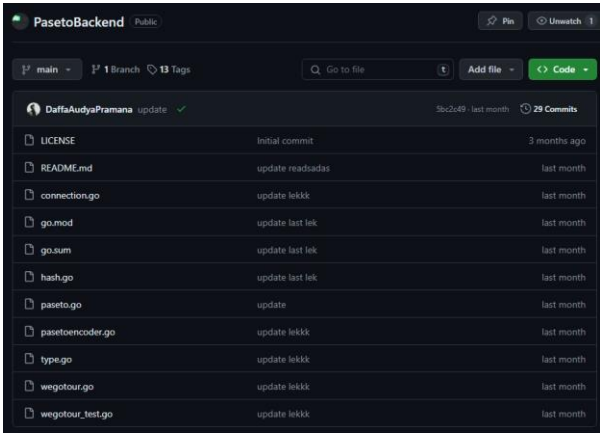 PasetoBackend Public Pin Unwatch 1
main 1 Branch 13 Tags Go to file t Add file <> Code
DaffaAudyaPramana update 5bc2c49 · last month 29 Commits
LICENSE Initial commit 3 months ago
README.md update readsadas last month
connection.go update lekkk last month
go.mod update last lek last month
go.sum update last lek last month
hash.go update last lek last month
paseto.go update last month
pasetoencoder.go update lekkk last month
type.go update lekkk last month
wegotour.go update lekkk last month
wegotour_test.go update lekkk last month